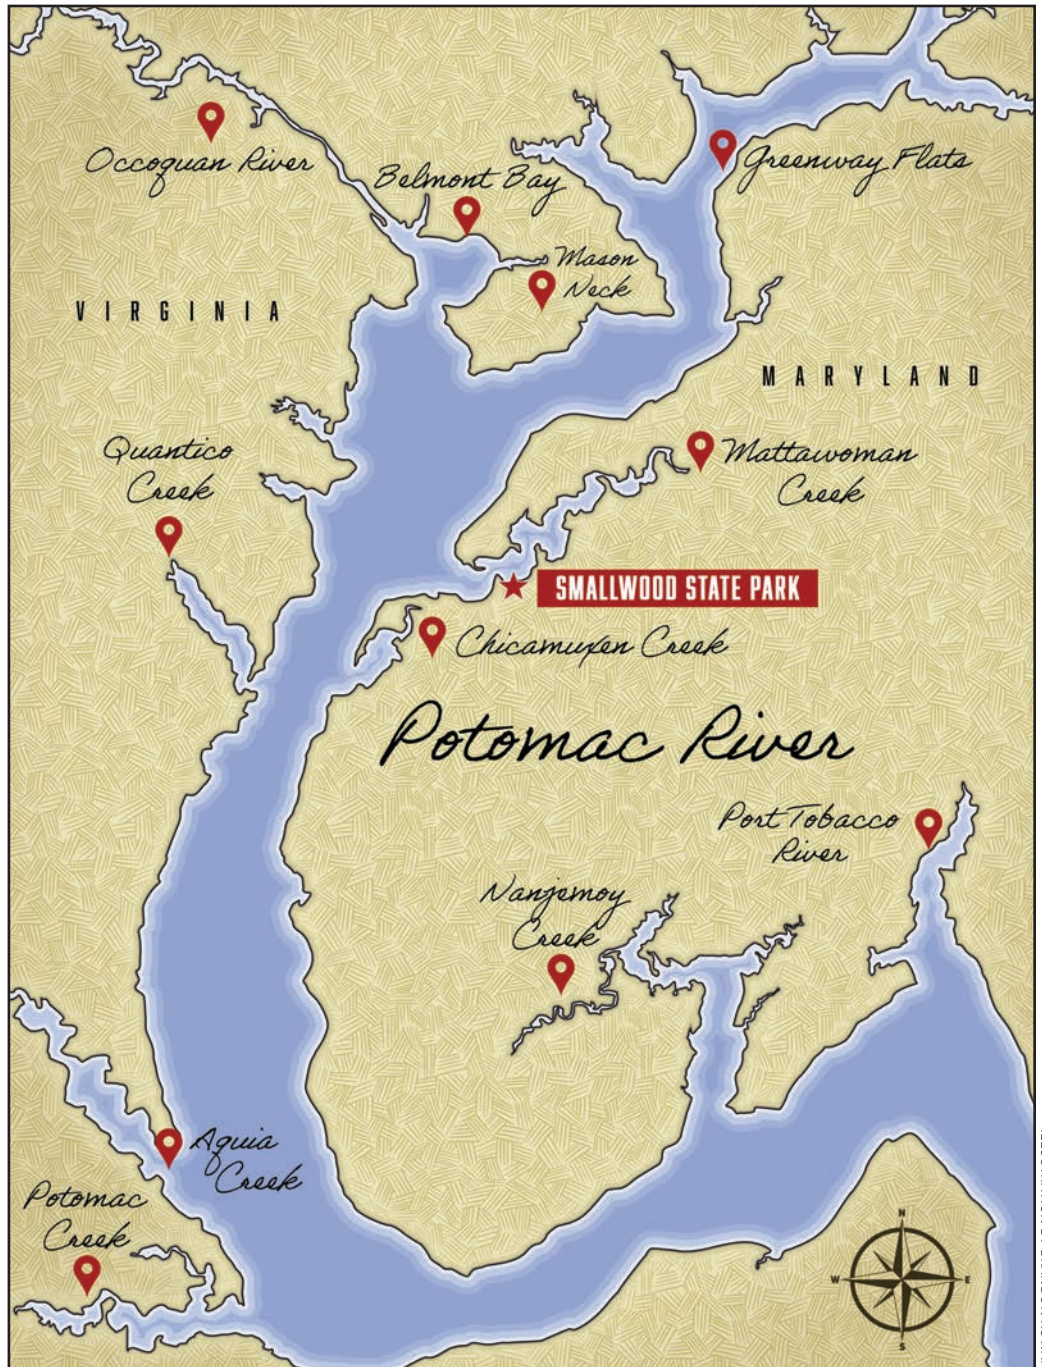 Occoquan River
Belmont Bay
Greenway Flats
Mason
Neck
VIRGINIA
MARYLAND
Quantico
Creek
Mattawoman
Creek
SMALLWOOD STATE PARK
Chicamuxen Creek
Potomac River
Port Tobacco
River
Nanjemoy
Creek
Aquia
Creek
Potomac
Creek
N
W
E
S